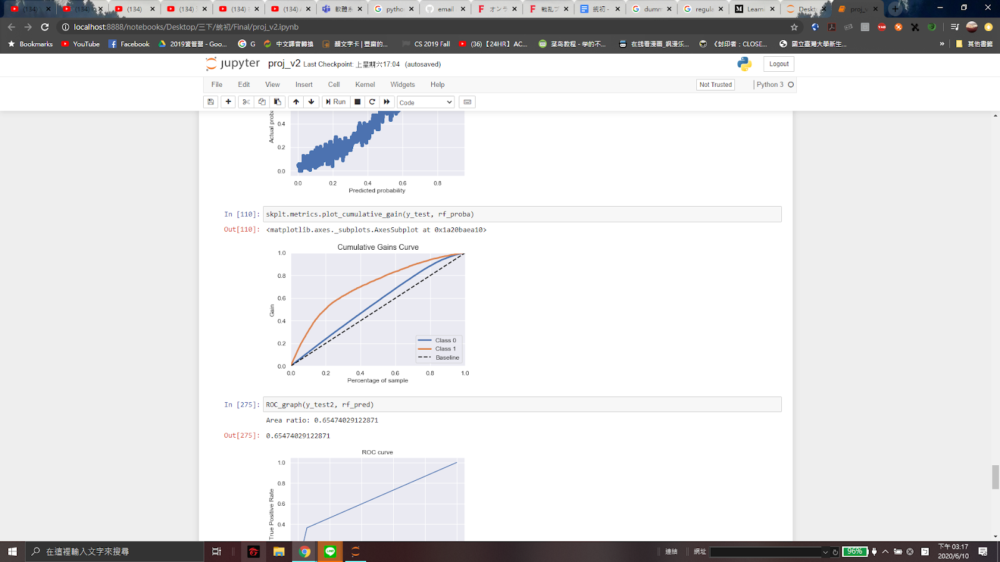 (134) (134) (134) (134) (134) (134) 軟體 pytho email オンラ 戦乱フ 統初 - dumm regula Learn Deskt proj_v
localhost:8888/notebooks/Desktop/三下/統初/Final/proj_v2.ipynb
Bookmarks YouTube Facebook 2019資管營 - Goo... G 中文譯音轉換 顏文字卡 | 豐富的... CS 2019 Fall (36)【24HR】AC... 菜鸟教程 - 学的不... 在线看漫画_飒漫乐... 《封印者：CLOSE... 國立臺灣大學新生... » 其他書籤
jupyter proj_v2 Last Checkpoint: 上星期六17:04 (autosaved) Logout
File Edit View Insert Cell Kernel Widgets Help Not Trusted Python 3
Run Code
Actual proba
0.4
0.2
0.0
0.0 0.2 0.4 0.6 0.8
Predicted probability
In [110]: skplt.metrics.plot_cumulative_gain(y_test, rf_proba)
Out[110]: <matplotlib.axes._subplots.AxesSubplot at 0x1a20baea10>
Cumulative Gains Curve
1.0
0.8
0.6
Gain
0.4
0.2
0.0
Class 0
Class 1
Baseline
0.0 0.2 0.4 0.6 0.8 1.0
Percentage of sample
In [275]: ROC_graph(y_test2, rf_pred)
Area ratio: 0.65474029122871
Out[275]: 0.65474029122871
ROC curve
1.0
0.8
0.6
0.4
True Positive Rate
在這裡輸入文字來搜尋 連結 網址 96% 下午 03:17
2020/6/10